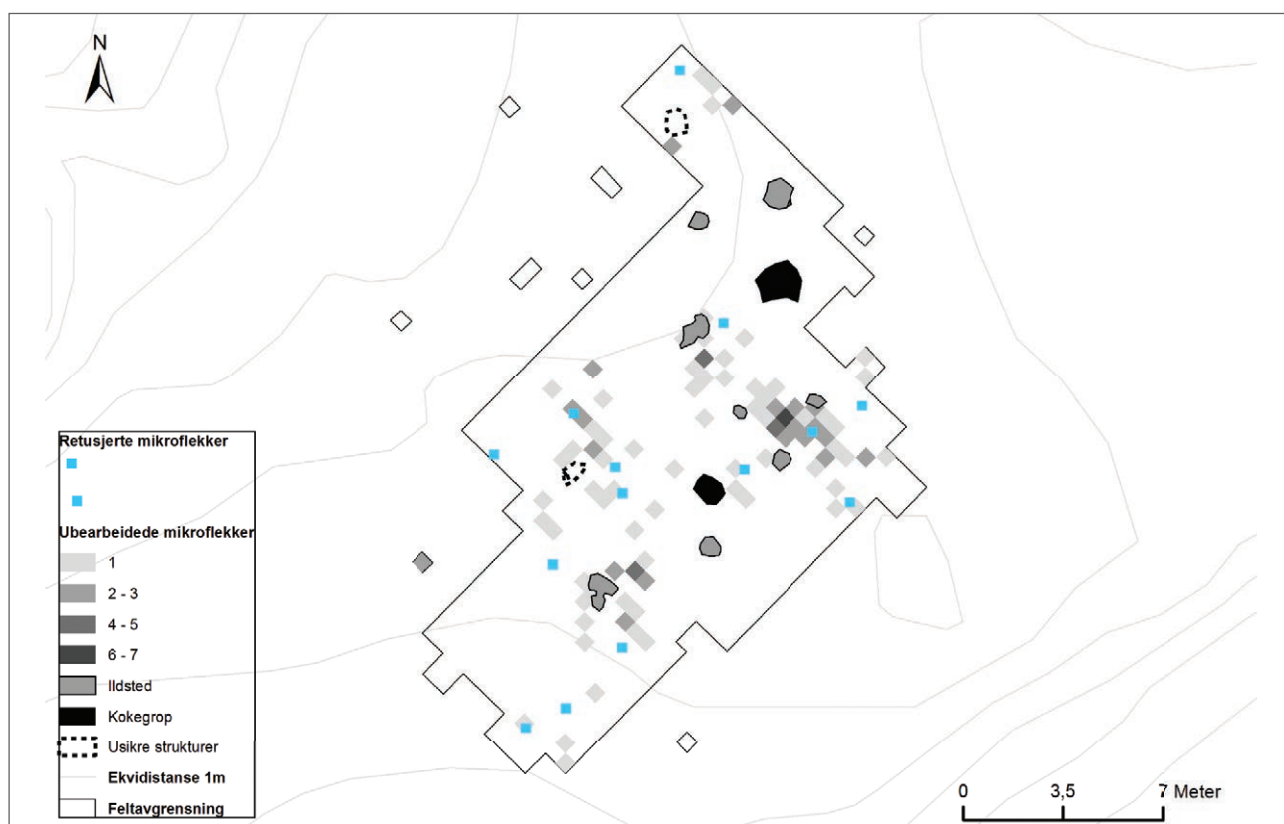 N
Retusjerte mikroflekker
Ubearbeidede mikroflekker
1
2 - 3
4 - 5
6 - 7
Ildsted
Kokegrop
Usikre strukturer
Ekvidistanse 1m
Feltavgrensning
0 3,5 7 Meter